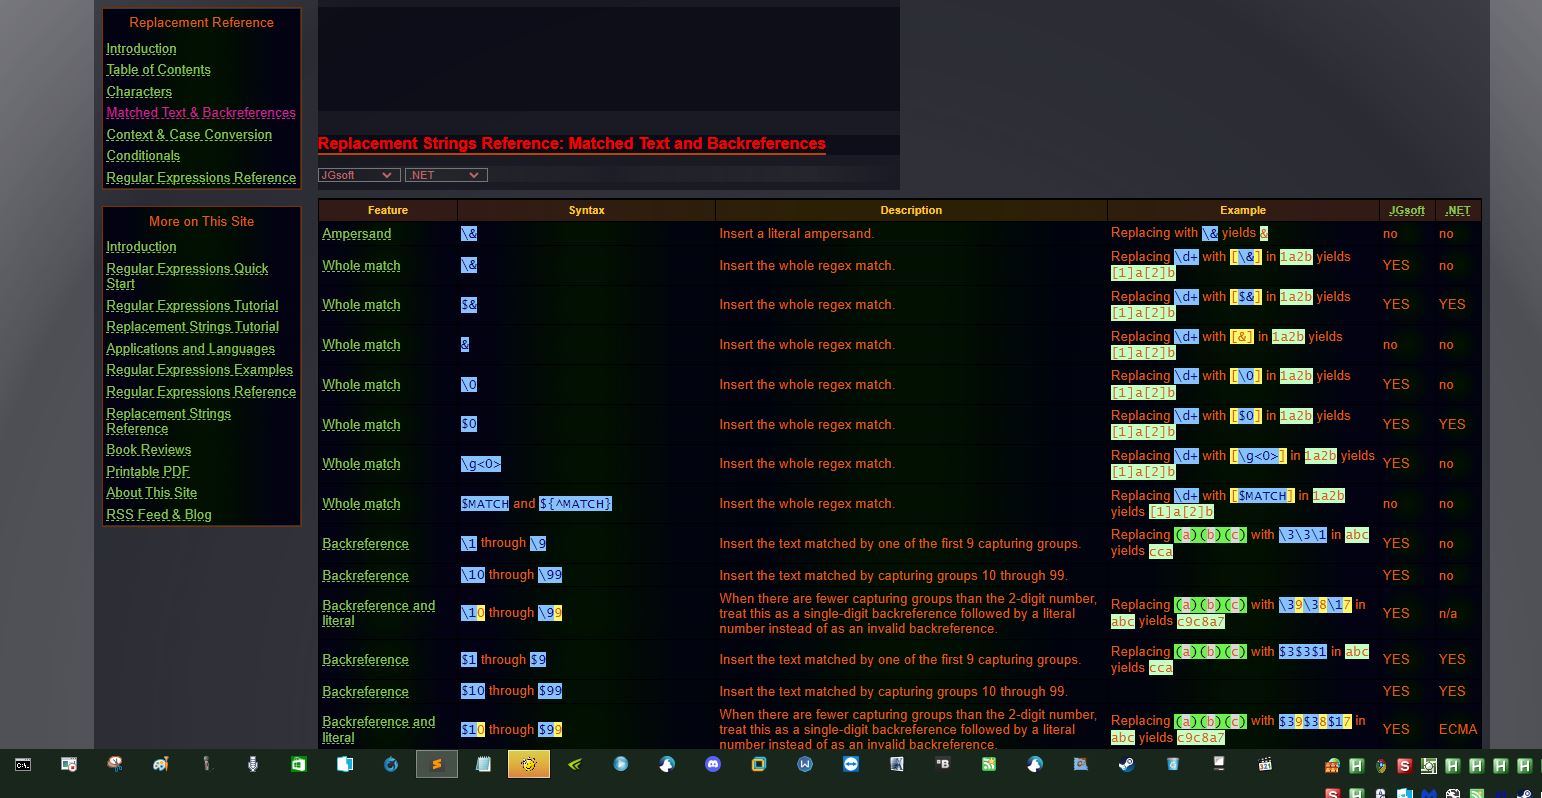 Replacement Reference
Introduction
Table of Contents
Characters
Matched Text & Backreferences
Context & Case Conversion
Conditionals
Regular Expressions Reference
More on This Site
Introduction
Regular Expressions Quick
Start
Regular Expressions Tutorial
Replacement Strings Tutorial
Applications and Languages
Regular Expressions Examples
Regular Expressions Reference
Replacement Strings
Reference
Book Reviews
Printable PDF
About This Site
RSS Feed & Blog
Replacement Strings Reference: Matched Text and Backreferences
JGsoft .NET
Feature Syntax Description Example JGsoft .NET
Ampersand \& Insert a literal ampersand. Replacing with \& yields & no no
Whole match \& Insert the whole regex match. Replacing \d+ with [\&] in 1a2b yields
[1]a[2]b YES no
Whole match $& Insert the whole regex match. Replacing \d+ with [$&] in 1a2b yields
[1]a[2]b YES YES
Whole match & Insert the whole regex match. Replacing \d+ with [&] in 1a2b yields
[1]a[2]b no no
Whole match \0 Insert the whole regex match. Replacing \d+ with [\0] in 1a2b yields
[1]a[2]b YES no
Whole match $0 Insert the whole regex match. Replacing \d+ with [$0] in 1a2b yields
[1]a[2]b YES YES
Whole match \g<0> Insert the whole regex match. Replacing \d+ with [\g<0>] in 1a2b yields
[1]a[2]b YES no
Whole match $MATCH and ${^MATCH} Insert the whole regex match. Replacing \d+ with [$MATCH] in 1a2b
yields [1]a[2]b no no
Backreference \1 through \9 Insert the text matched by one of the first 9 capturing groups. Replacing (a)(b)(c) with \3\3\1 in abc
yields cca YES no
Backreference \10 through \99 Insert the text matched by capturing groups 10 through 99. YES no
Backreference and
literal \10 through \99 When there are fewer capturing groups than the 2-digit number,
treat this as a single-digit backreference followed by a literal
number instead of as an invalid backreference. Replacing (a)(b)(c) with \39\38\17 in
abc yields c9c8a7 YES n/a
Backreference $1 through $9 Insert the text matched by one of the first 9 capturing groups. Replacing (a)(b)(c) with $3$3$1 in abc
yields cca YES YES
Backreference $10 through $99 Insert the text matched by capturing groups 10 through 99. YES YES
Backreference and
literal $10 through $99 When there are fewer capturing groups than the 2-digit number,
treat this as a single-digit backreference followed by a literal
number instead of as an invalid backreference. Replacing (a)(b)(c) with $39$38$17 in
abc yields c9c8a7 YES ECMA